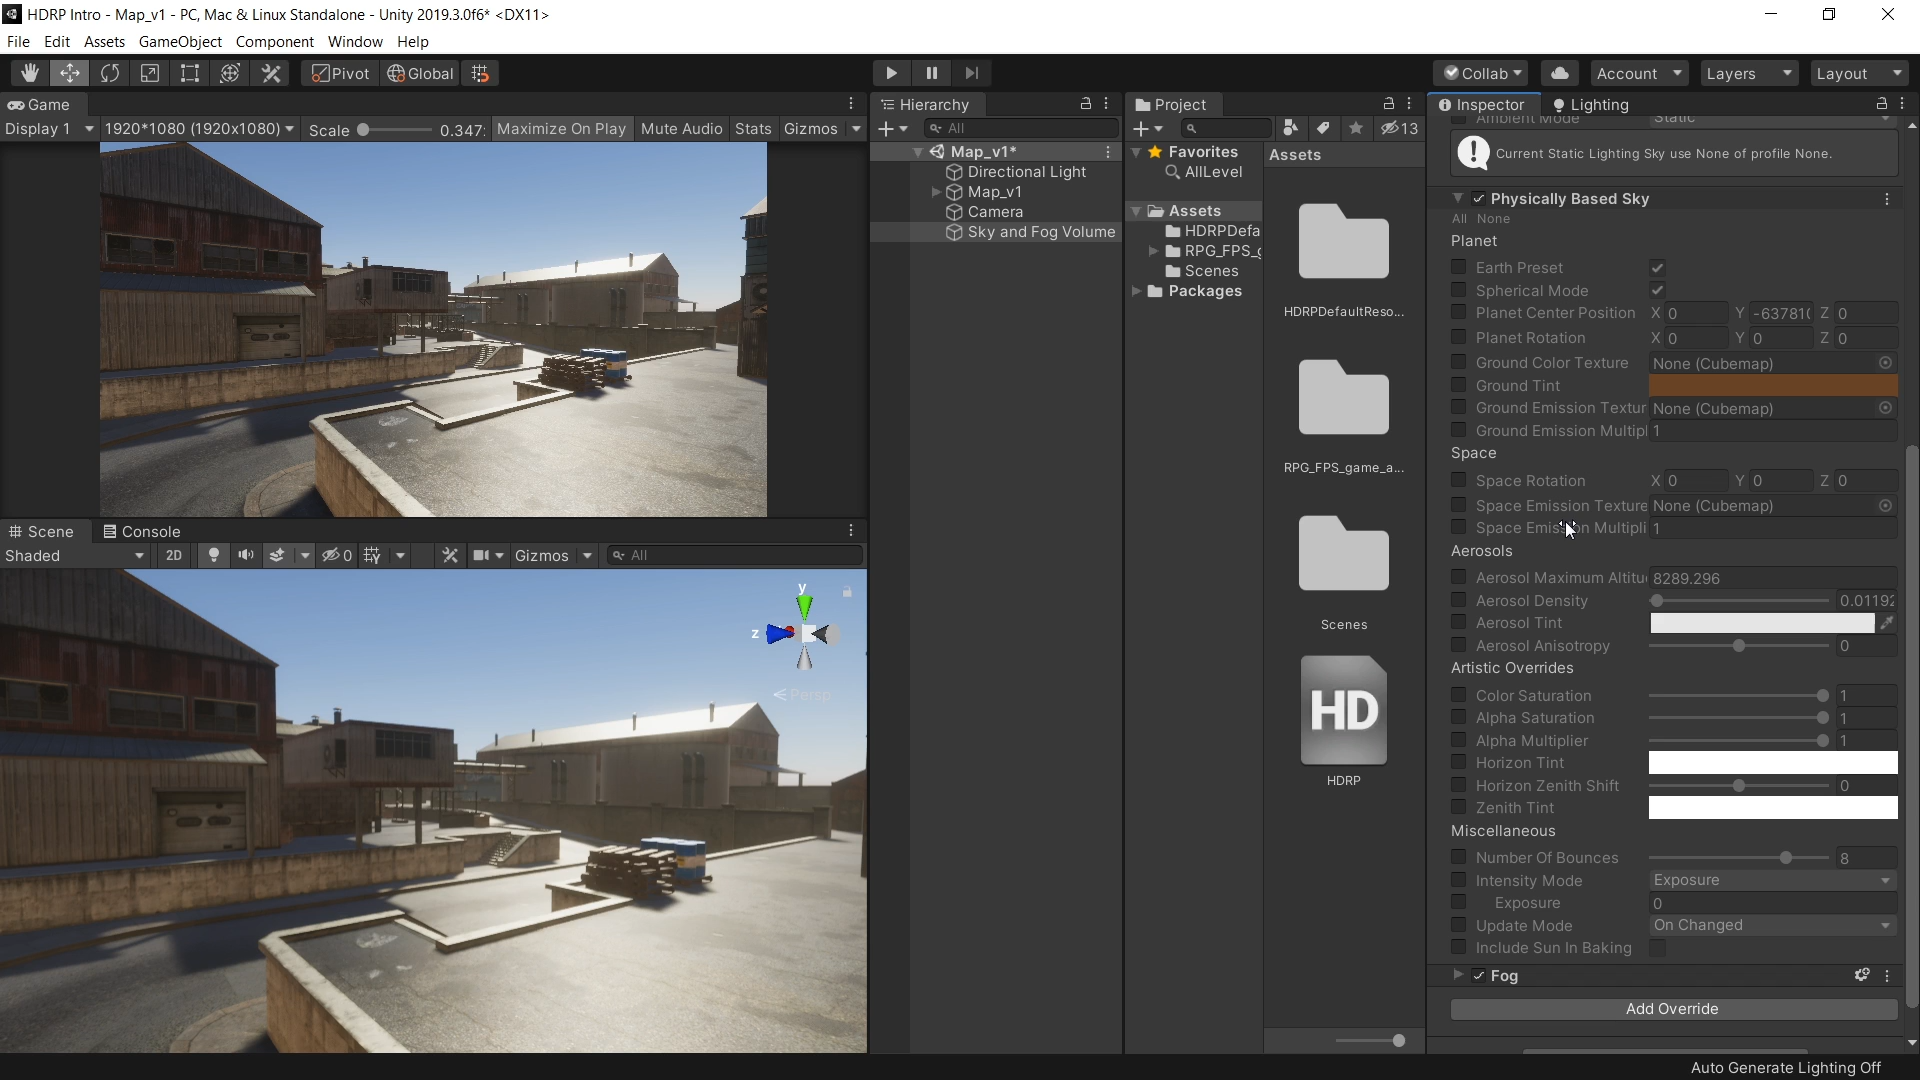 HDRP Intro - Map_v1 - PC, Mac & Linux Standalone - Unity 2019.3.0f6* <DX11>
File Edit Assets GameObject Component Window Help
Pivot Global Collab Account Layers Layout
Game
Display 1 1920*1080 (1920x1080) Scale 0.347: Maximize On Play Mute Audio Stats Gizmos
Scene Console
Shaded 2D 0 Gizmos All
y
z
Persp
Hierarchy
All
Map_v1*
Directional Light
Map_v1
Camera
Sky and Fog Volume
Project
13
Favorites
AllLevel
Assets
HDRPDefa
RPG_FPS_g
Scenes
Packages
Assets
HDRPDefaultReso...
RPG_FPS_game_a...
Scenes
HD
HDRP
Inspector Lighting
Ambient Mode Static
Current Static Lighting Sky use None of profile None.
Physically Based Sky
All None
Planet
Earth Preset
Spherical Mode
Planet Center Position X 0 Y -637810 Z 0
Planet Rotation X 0 Y 0 Z 0
Ground Color Texture None (Cubemap)
Ground Tint
Ground Emission Textur None (Cubemap)
Ground Emission Multipl 1
Space
Space Rotation X 0 Y 0 Z 0
Space Emission Texture None (Cubemap)
Space Emission Multipli 1
Aerosols
Aerosol Maximum Altitu 8289.296
Aerosol Density 0.01192
Aerosol Tint
Aerosol Anisotropy 0
Artistic Overrides
Color Saturation 1
Alpha Saturation 1
Alpha Multiplier 1
Horizon Tint
Horizon Zenith Shift 0
Zenith Tint
Miscellaneous
Number Of Bounces 8
Intensity Mode Exposure
Exposure 0
Update Mode On Changed
Include Sun In Baking
Fog
Add Override
Auto Generate Lighting Off